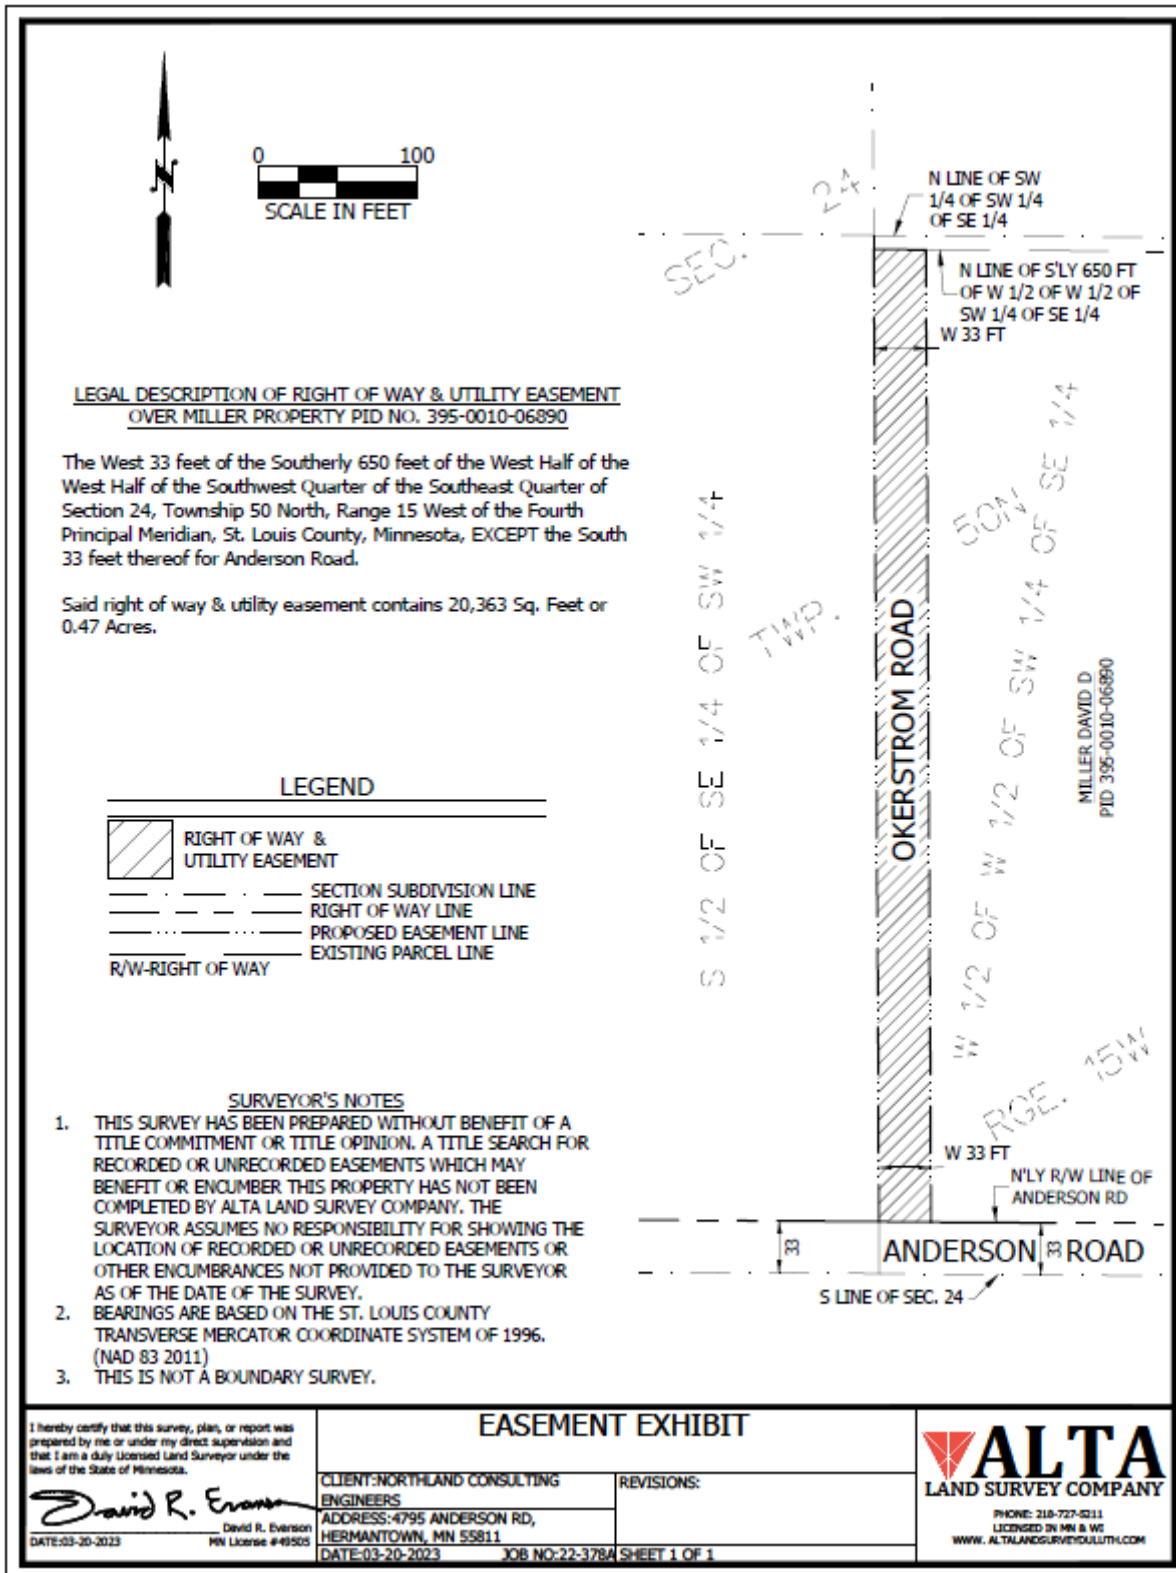 N
0 100
SCALE IN FEET
SEC. 24
N LINE OF SW
1/4 OF SW 1/4
OF SE 1/4
N LINE OF S'LY 650 FT
OF W 1/2 OF W 1/2 OF
SW 1/4 OF SE 1/4
W 33 FT
LEGAL DESCRIPTION OF RIGHT OF WAY & UTILITY EASEMENT
OVER MILLER PROPERTY PID NO. 395-0010-06890
The West 33 feet of the Southerly 650 feet of the West Half of the
West Half of the Southwest Quarter of the Southeast Quarter of
Section 24, Township 50 North, Range 15 West of the Fourth
Principal Meridian, St. Louis County, Minnesota, EXCEPT the South
33 feet thereof for Anderson Road.
Said right of way & utility easement contains 20,363 Sq. Feet or
0.47 Acres.
S 1/2 OF SE 1/4 OF SW 1/4
TWP. 50N
OKERSTROM ROAD
W 1/2 OF W 1/2 OF SW 1/4 OF SE 1/4
MILLER DAVID D
PID 395-0010-06890
LEGEND
RIGHT OF WAY &
UTILITY EASEMENT
SECTION SUBDIVISION LINE
RIGHT OF WAY LINE
PROPOSED EASEMENT LINE
EXISTING PARCEL LINE
R/W-RIGHT OF WAY
RGE. 15W
W 33 FT
N'LY R/W LINE OF
ANDERSON RD
33
ANDERSON ROAD
33
S LINE OF SEC. 24
SURVEYOR'S NOTES
1. THIS SURVEY HAS BEEN PREPARED WITHOUT BENEFIT OF A
TITLE COMMITMENT OR TITLE OPINION. A TITLE SEARCH FOR
RECORDED OR UNRECORDED EASEMENTS WHICH MAY
BENEFIT OR ENCUMBER THIS PROPERTY HAS NOT BEEN
COMPLETED BY ALTA LAND SURVEY COMPANY. THE
SURVEYOR ASSUMES NO RESPONSIBILITY FOR SHOWING THE
LOCATION OF RECORDED OR UNRECORDED EASEMENTS OR
OTHER ENCUMBRANCES NOT PROVIDED TO THE SURVEYOR
AS OF THE DATE OF THE SURVEY.
2. BEARINGS ARE BASED ON THE ST. LOUIS COUNTY
TRANSVERSE MERCATOR COORDINATE SYSTEM OF 1996.
(NAD 83 2011)
3. THIS IS NOT A BOUNDARY SURVEY.
I hereby certify that this survey, plan, or report was
prepared by me or under my direct supervision and
that I am a duly Licensed Land Surveyor under the
laws of the State of Minnesota.
David R. Evanson
David R. Evanson
DATE:03-20-2023 MN License #49505
EASEMENT EXHIBIT
CLIENT:NORTHLAND CONSULTING
ENGINEERS
REVISIONS:
ADDRESS:4795 ANDERSON RD,
HERMANTOWN, MN 55811
DATE:03-20-2023 JOB NO:22-378A SHEET 1 OF 1
ALTA
LAND SURVEY COMPANY
PHONE: 218-727-5211
LICENSED IN MN & WI
WWW. ALTALANDSURVEYDULUTH.COM